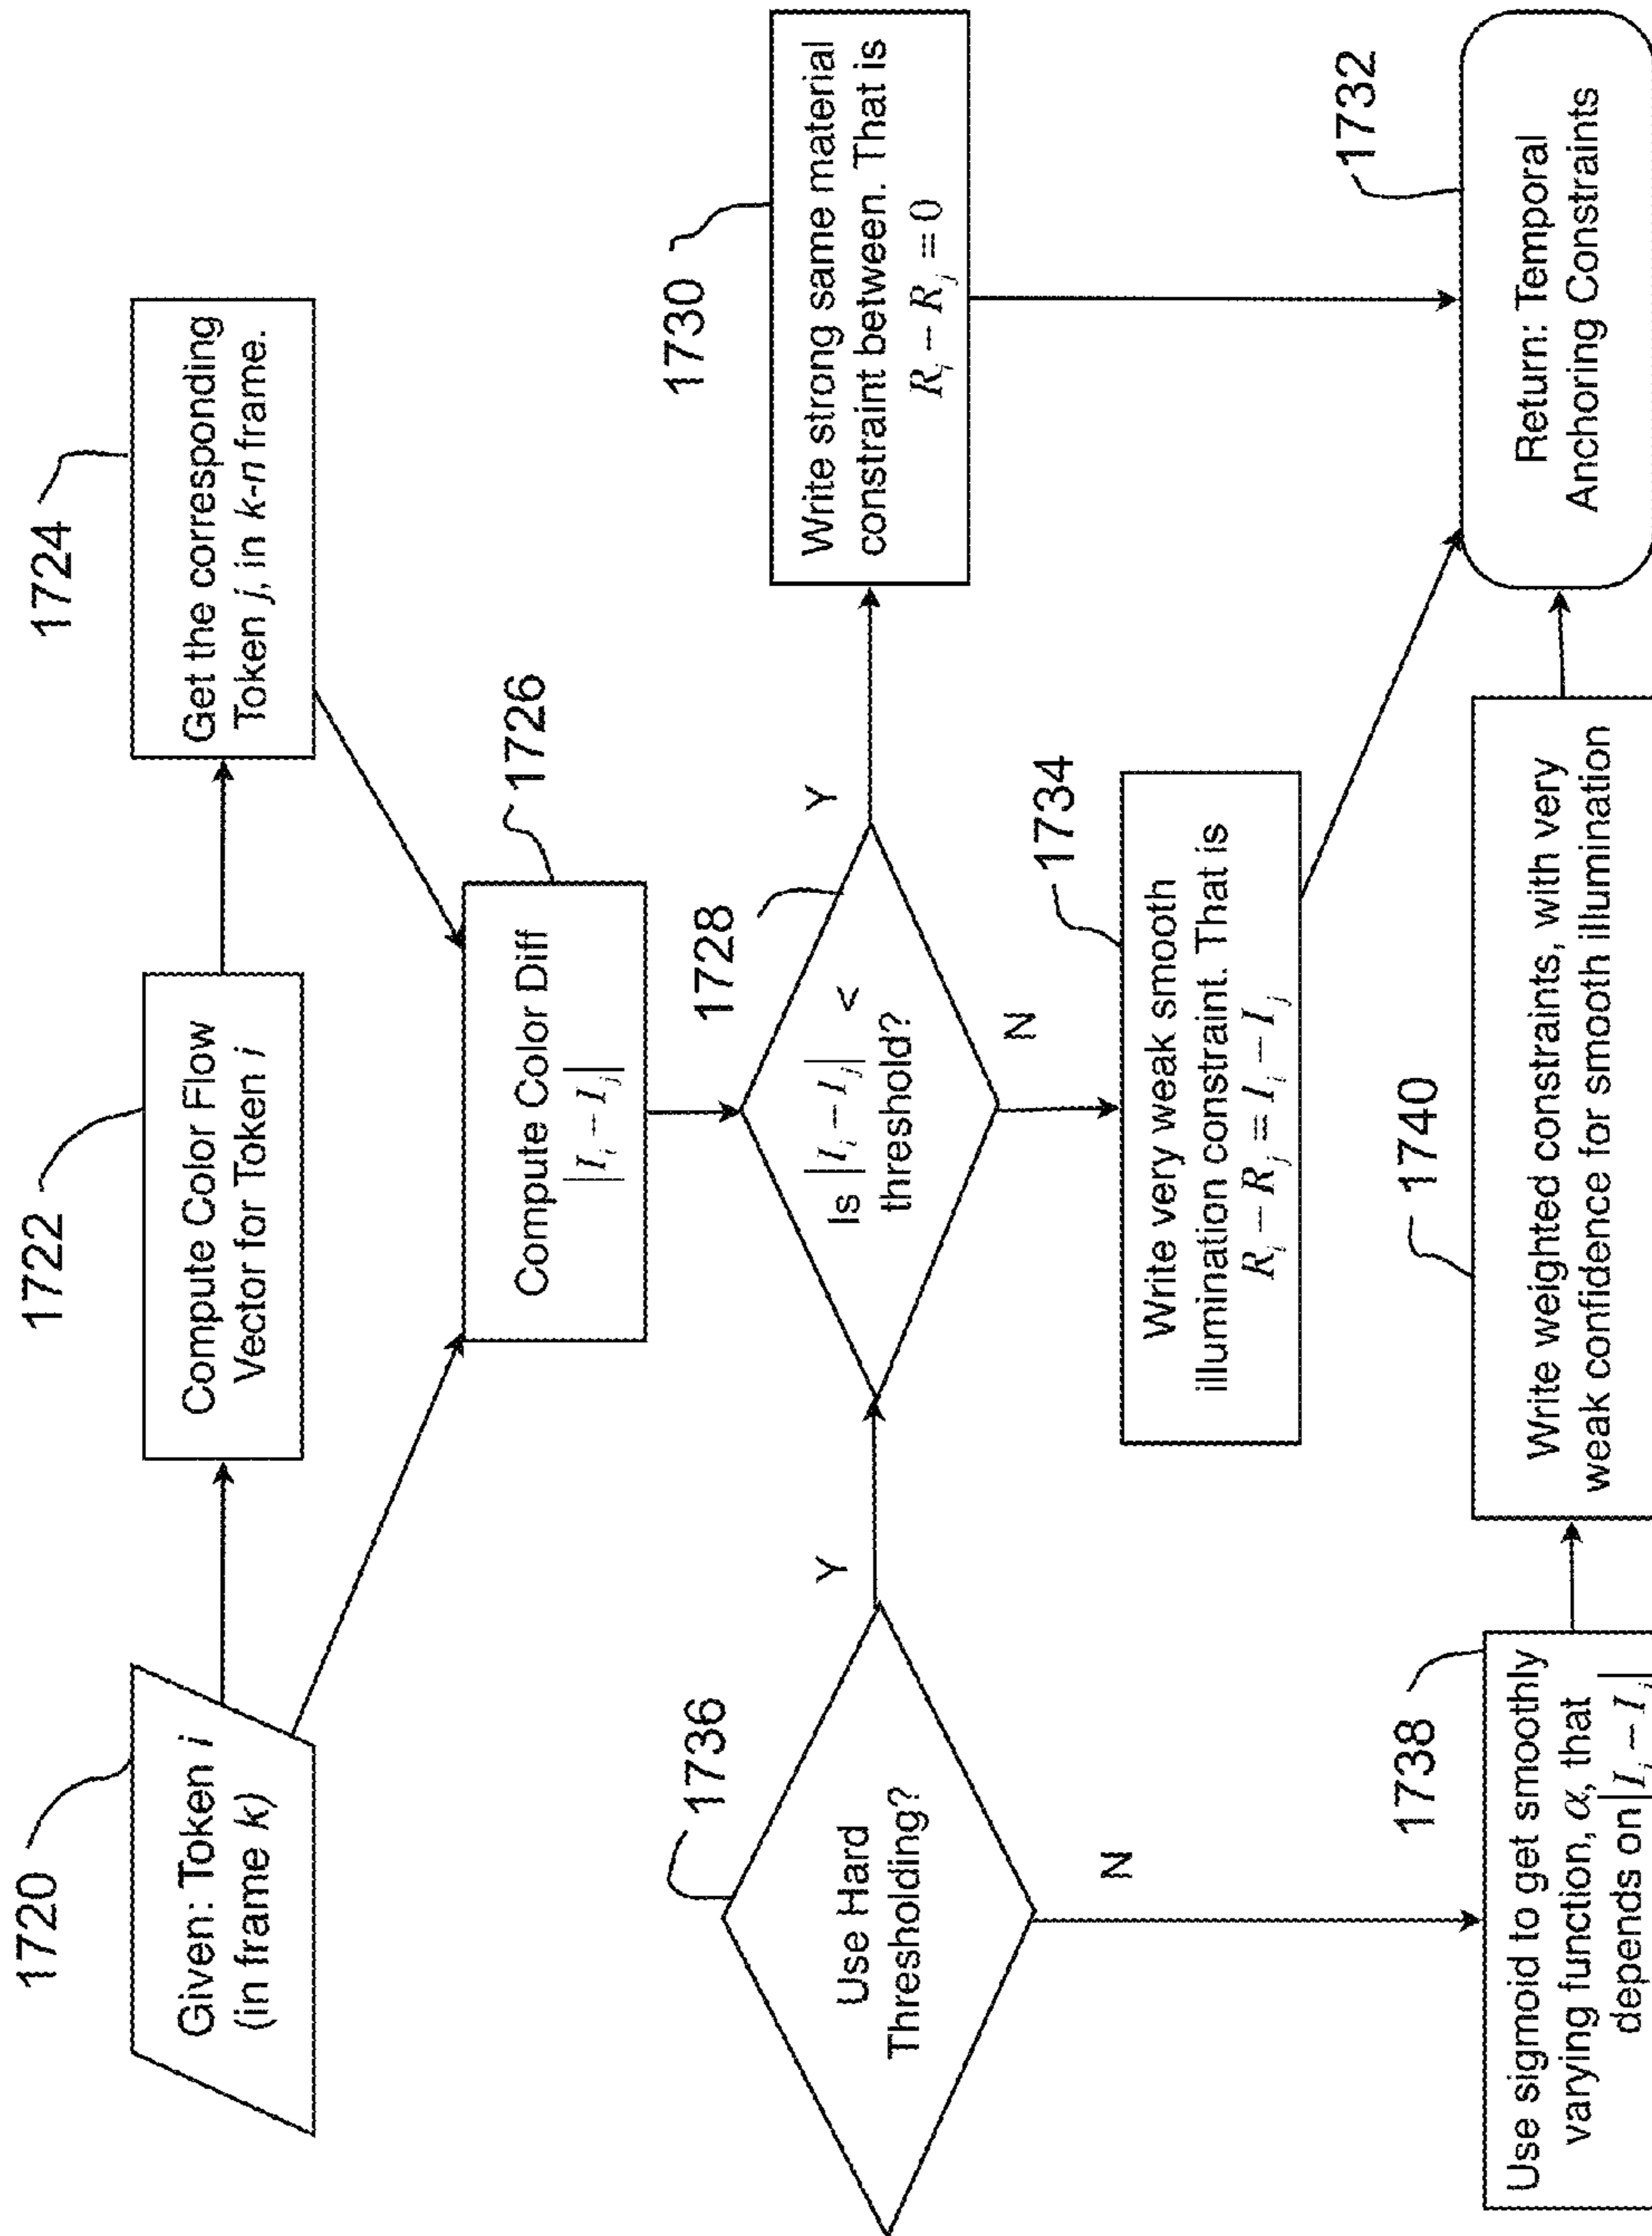 1720
Given: Token i
(in frame k)
1722
Compute Color Flow
Vector for Token i
1724
Get the corresponding
Token j, in k-n frame.
1726
Compute Color Diff
|I_i − I_j|
1736
Use Hard
Thresholding?
Y
N
1728
Is |I_i − I_j| <
threshold?
Y
N
1730
Write strong same material
constraint between. That is
R_i − R_j = 0
1734
Write very weak smooth
illumination constraint. That is
R_i − R_j = I_i − I_j
1738
Use sigmoid to get smoothly
varying function, α, that
depends on |I_i − I_j|
1740
Write weighted constraints, with very
weak confidence for smooth illumination
1732
Return: Temporal
Anchoring Constraints